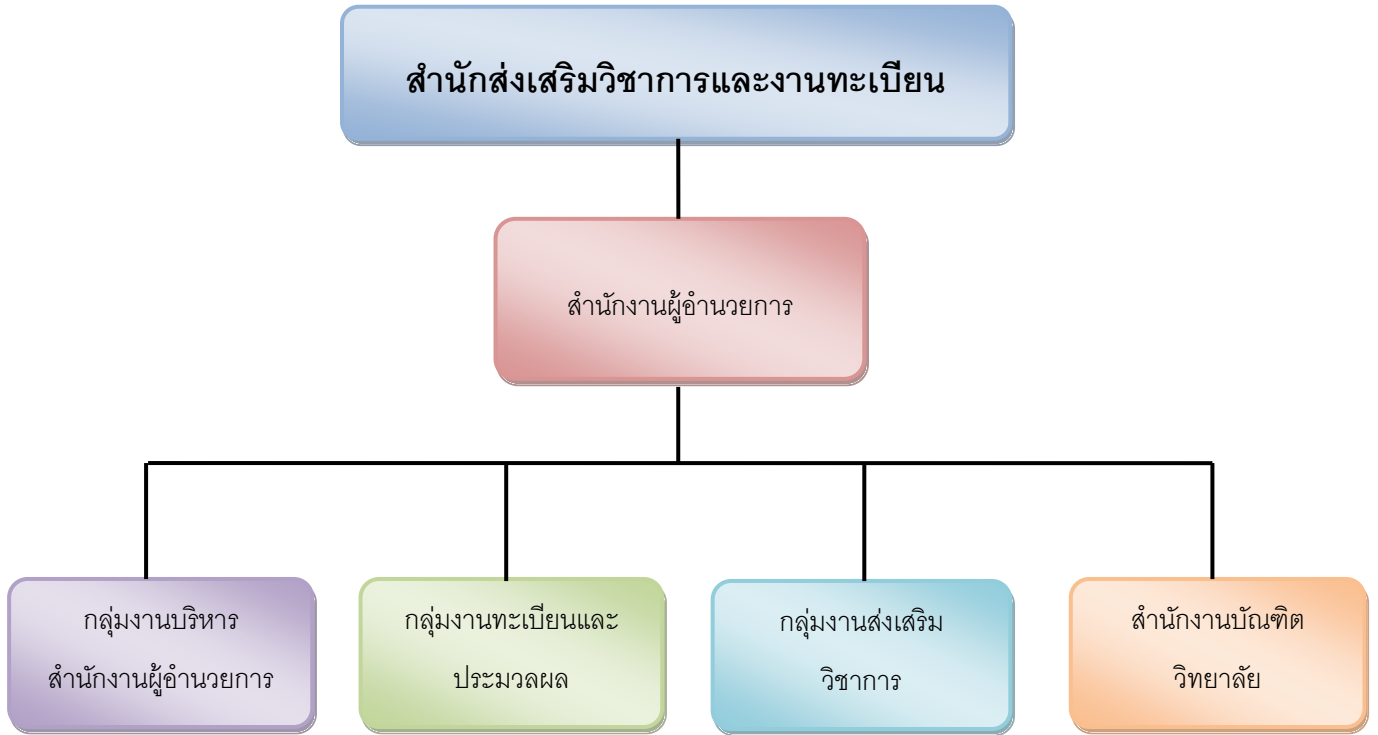 สำนักส่งเสริมวิชาการและงานทะเบียน
สำนักงานผู้อำนวยการ
กลุ่มงานบริหาร
สำนักงานผู้อำนวยการ
กลุ่มงานทะเบียนและ
ประมวลผล
กลุ่มงานส่งเสริม
วิชาการ
สำนักงานบัณฑิต
วิทยาลัย